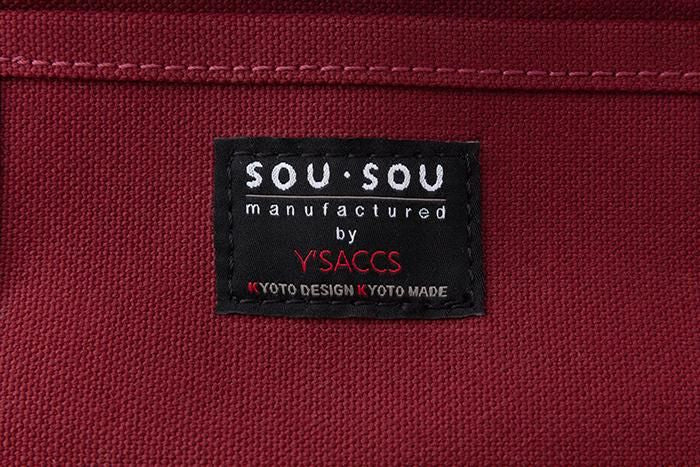 SOU・SOU
manufactured
by
Y'SACCS
KYOTO DESIGN KYOTO MADE